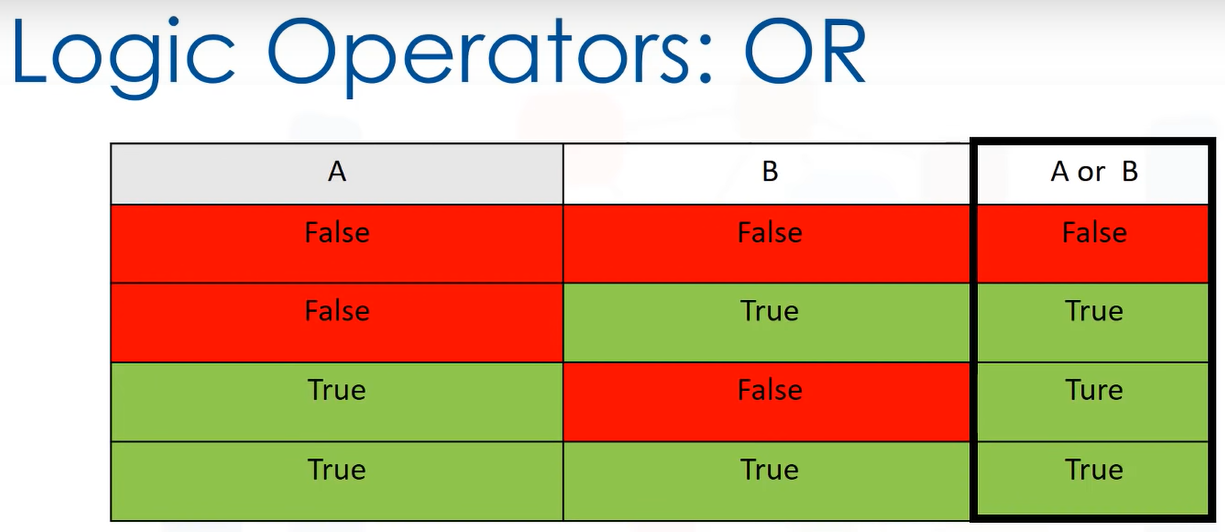 Logic Operators: OR
A B A or B
False False False
False True True
True False Ture
True True True